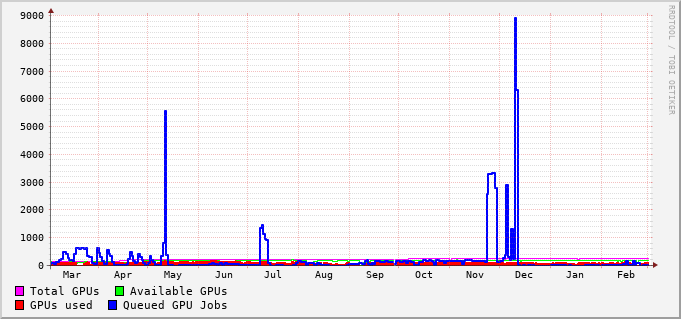 RRDTOOL / TOBI OETIKER
9000
8000
7000
6000
5000
4000
3000
2000
1000
0
Mar Apr May Jun Jul Aug Sep Oct Nov Dec Jan Feb
Total GPUs Available GPUs
GPUs used Queued GPU Jobs